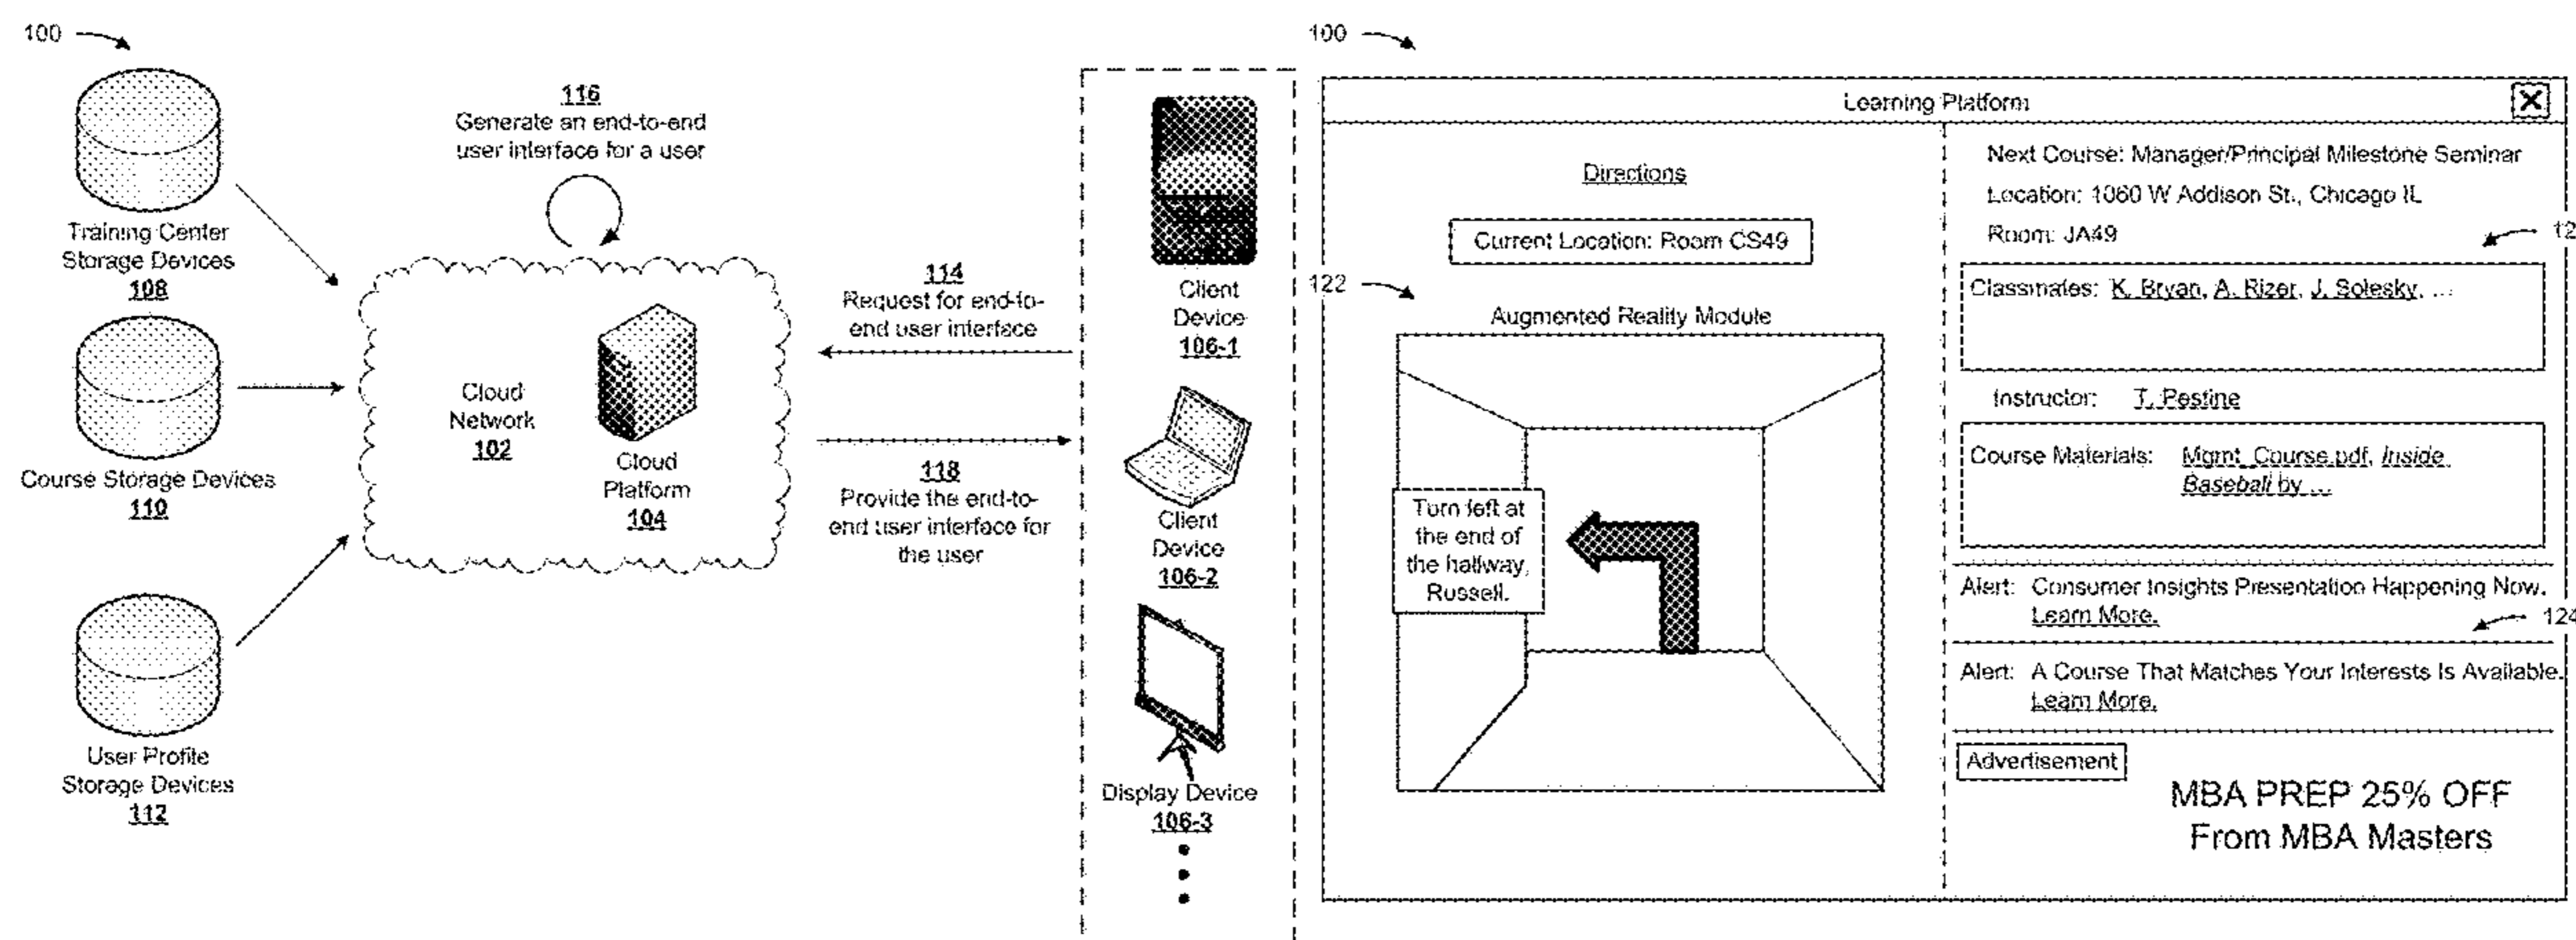 100
Training Center
Storage Devices
108
Course Storage Devices
110
User Profile
Storage Devices
112
116
Generate an end-to-end
user interface for a user
Cloud
Network
102
Cloud
Platform
104
114
Request for end-to-
end user interface
118
Provide the end-to-
end user interface for
the user
Client
Device
106-1
Client
Device
106-2
Display Device
106-3
100
Learning Platform
X
Directions
Current Location: Room CS49
122
Augmented Reality Module
Turn left at
the end of
the hallway,
Russell.
Next Course: Manager/Principal Milestone Seminar
Location: 1060 W Addison St., Chicago IL
Room: JA49
Classmates: K. Bryan, A. Rizer, J. Solesky, ...
Instructor: T. Pestine
Course Materials: Mgmt_Course.pdf, Inside
Baseball by ...
Alert: Consumer Insights Presentation Happening Now.
Learn More.
124
Alert: A Course That Matches Your Interests Is Available.
Learn More.
Advertisement
MBA PREP 25% OFF
From MBA Masters